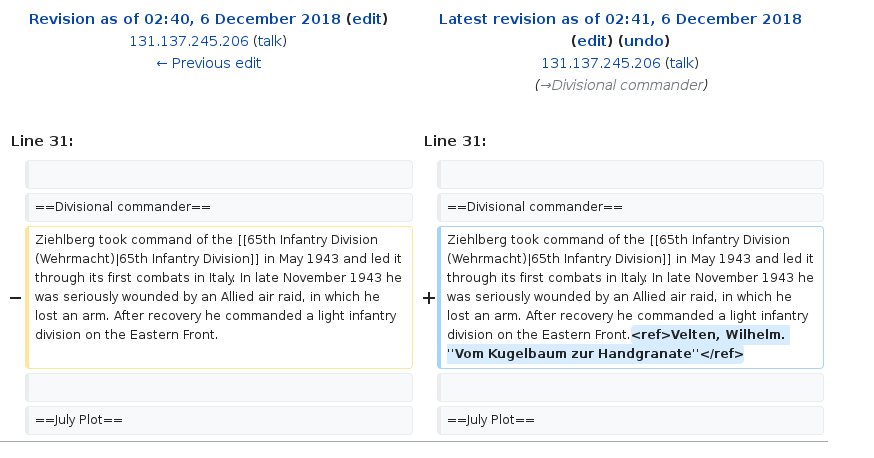 Revision as of 02:40, 6 December 2018 (edit)
131.137.245.206 (talk)
← Previous edit
Latest revision as of 02:41, 6 December 2018
(edit) (undo)
131.137.245.206 (talk)
(→Divisional commander)
Line 31:
Line 31:
==Divisional commander==
==Divisional commander==
− Ziehlberg took command of the [[65th Infantry Division
(Wehrmacht)|65th Infantry Division]] in May 1943 and led it
through its first combats in Italy. In late November 1943 he
was seriously wounded by an Allied air raid, in which he
lost an arm. After recovery he commanded a light infantry
division on the Eastern Front.
+ Ziehlberg took command of the [[65th Infantry Division
(Wehrmacht)|65th Infantry Division]] in May 1943 and led it
through its first combats in Italy. In late November 1943 he
was seriously wounded by an Allied air raid, in which he
lost an arm. After recovery he commanded a light infantry
division on the Eastern Front.<ref>Velten, Wilhelm.
''Vom Kugelbaum zur Handgranate''</ref>
==July Plot==
==July Plot==